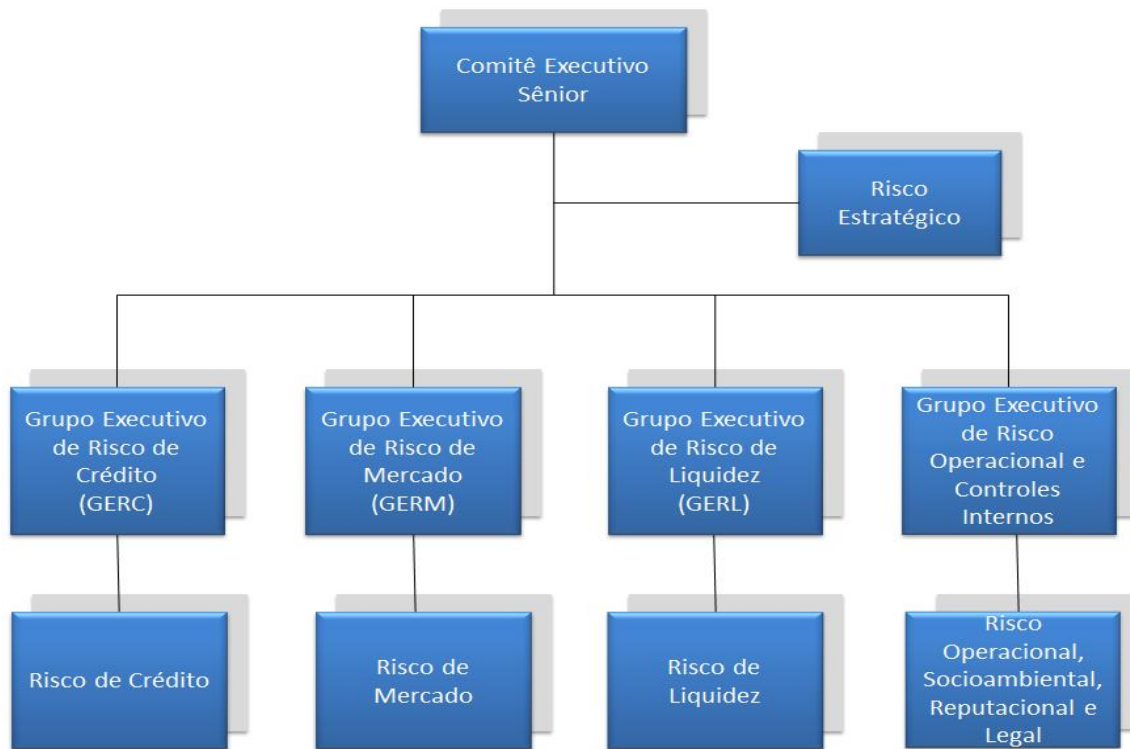 Comitê Executivo
Sênior
Risco
Estratégico
Grupo Executivo
de Risco de
Crédito
(GERC)
Grupo Executivo
de Risco de
Mercado
(GERM)
Grupo Executivo
de Risco de
Liquidez
(GERL)
Grupo Executivo
de Risco
Operacional e
Controles
Internos
Risco de Crédito
Risco de
Mercado
Risco de
Liquidez
Risco
Operacional,
Socioambiental,
Reputacional e
Legal